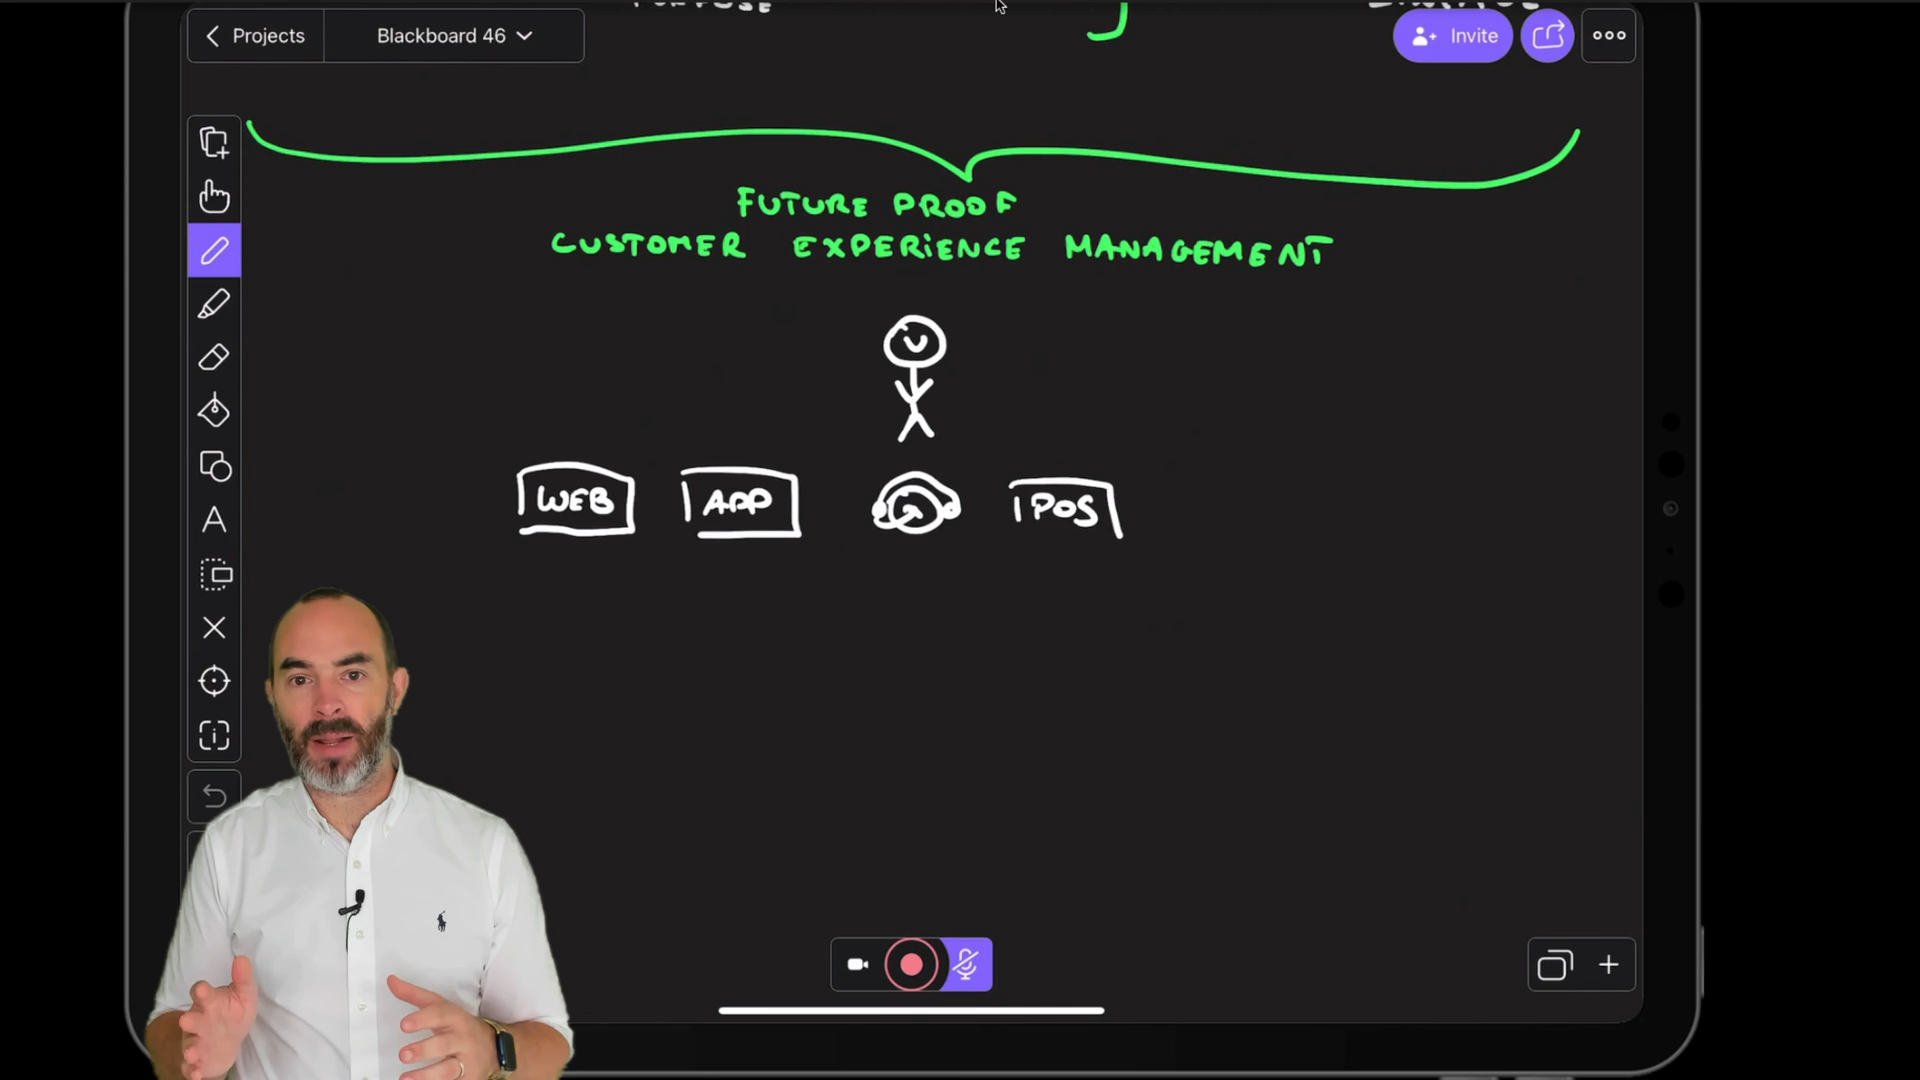 Projects
Blackboard 46
Invite
FUTURE PROOF
CUSTOMER EXPERIENCE MANAGEMENT
WEB
APP
POS
A